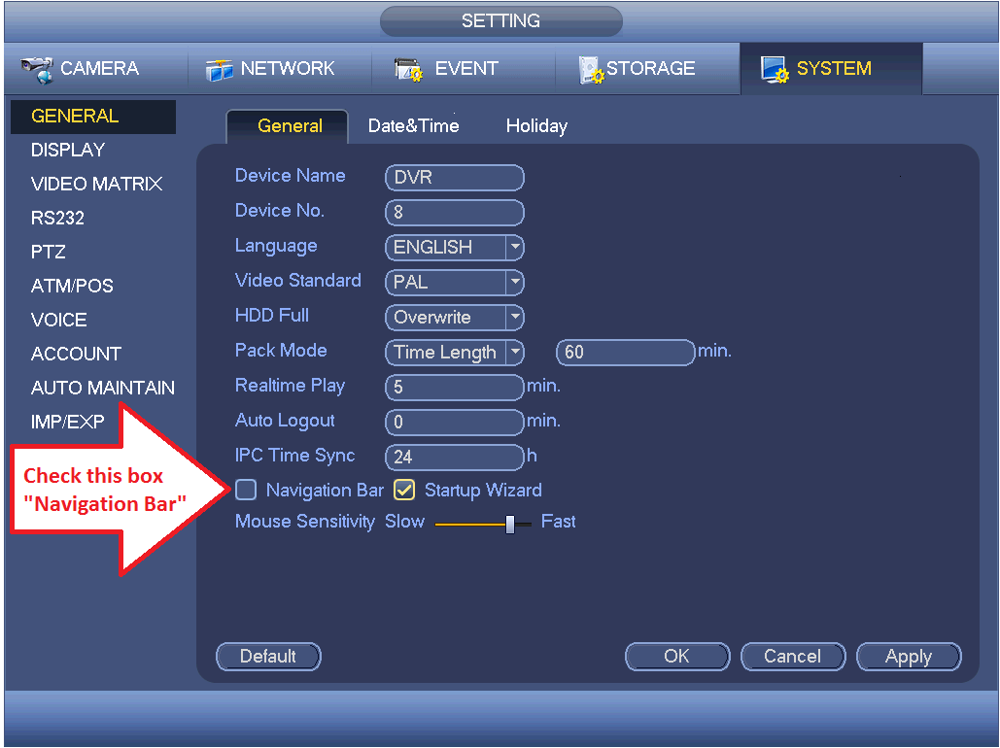 SETTING
CAMERA NETWORK EVENT STORAGE SYSTEM
GENERAL
DISPLAY
VIDEO MATRIX
RS232
PTZ
ATM/POS
VOICE
ACCOUNT
AUTO MAINTAIN
IMP/EXP
Check this box
"Navigation Bar"
General Date&Time Holiday
Device Name DVR
Device No. 8
Language ENGLISH
Video Standard PAL
HDD Full Overwrite
Pack Mode Time Length 60 min.
Realtime Play 5 min.
Auto Logout 0 min.
IPC Time Sync 24 h
Navigation Bar Startup Wizard
Mouse Sensitivity Slow Fast
Default OK Cancel Apply